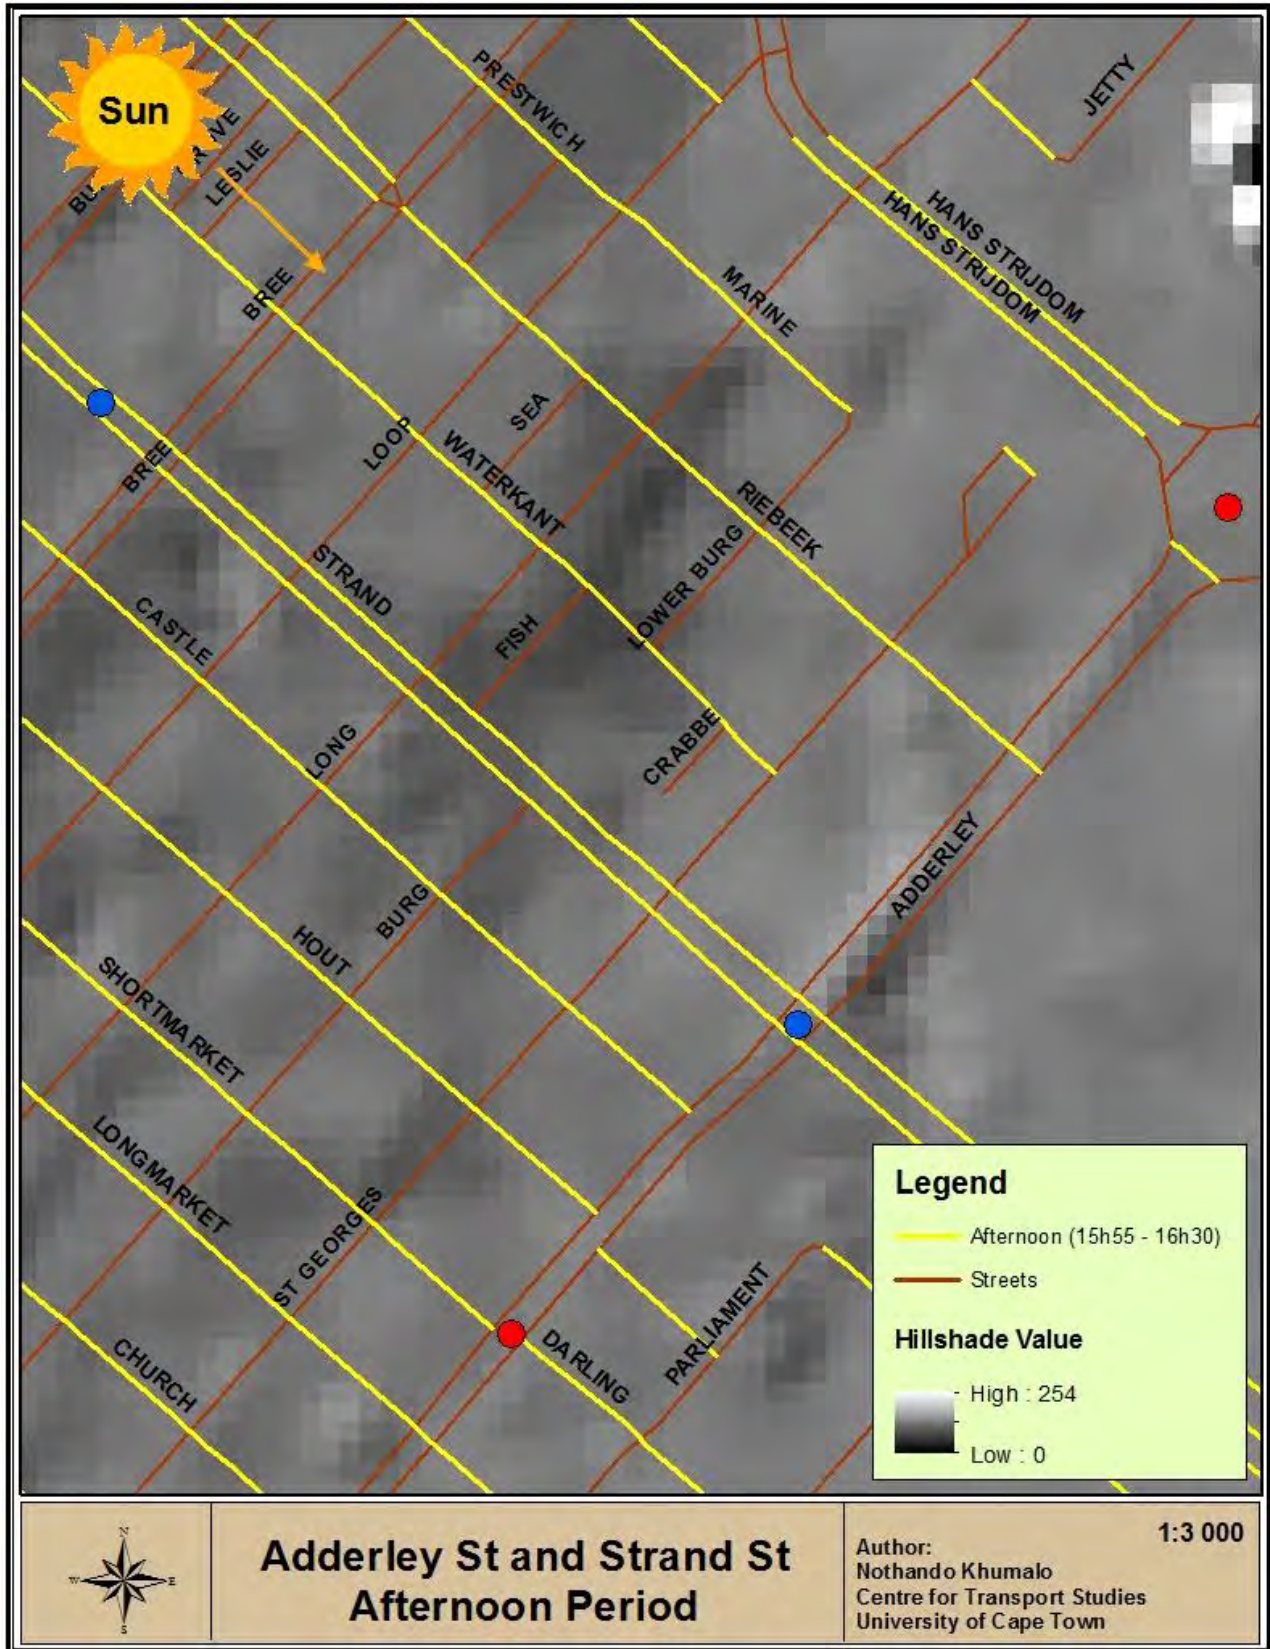 Sun
PRESTWICH
JETTY
LESLIE
HANS STRIJDOM
HANS STRIJDOM
BREE
MARINE
SEA
LOOP
WATERKANT
BREE
RIEBEEK
STRAND
LOWER BURG
CASTLE
FISH
LONG
CRABBE
ADDERLEY
BURG
HOUT
SHORTMARKET
LONGMARKET
ST GEORGES
PARLIAMENT
DARLING
CHURCH
Legend
Afternoon (15h55 - 16h30)
Streets
Hillshade Value
High : 254
Low : 0
N
W E
S
Adderley St and Strand St
Afternoon Period
1:3 000
Author:
Nothando Khumalo
Centre for Transport Studies
University of Cape Town